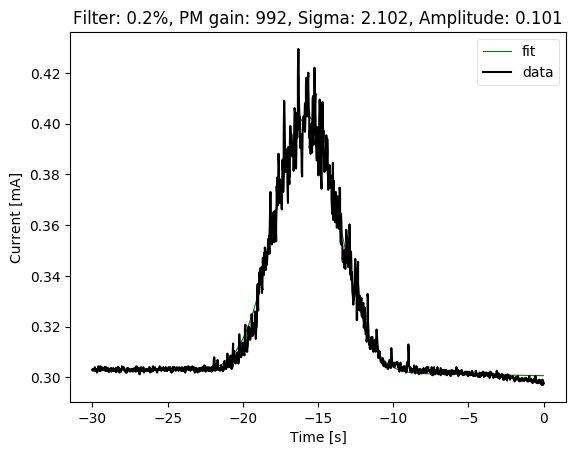 Filter: 0.2%, PM gain: 992, Sigma: 2.102, Amplitude: 0.101
fit
data
Current [mA]
0.42
0.40
0.38
0.36
0.34
0.32
0.30
−30
−25
−20
−15
−10
−5
0
Time [s]